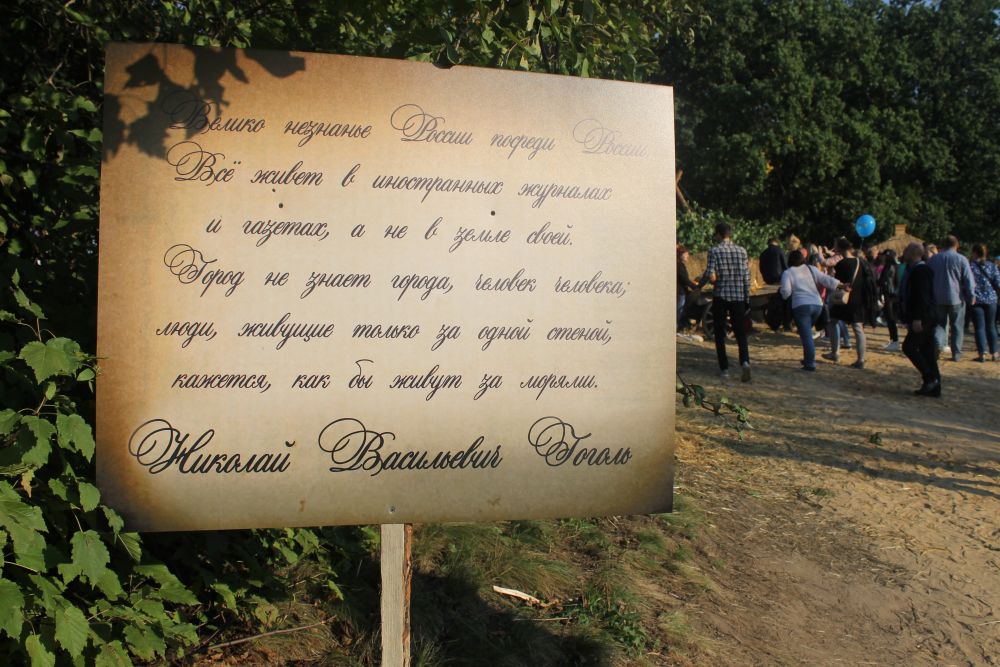 Велико незнанье России посреди России.
Всё живет в иностранных журналах
и газетах, а не в земле своей.
Город не знает города, человек человека;
люди, живущие только за одной стеной,
кажется, как бы живут за морями.
Николай Васильевич Гоголь